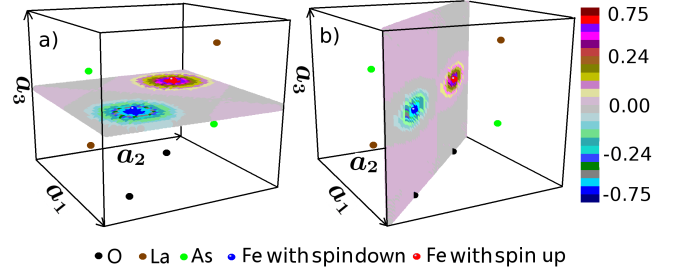 a)
a3
a2
a1
b)
a3
a2
a1
0.75
0.24
0.00
-0.24
-0.75
O La As Fe with spin down Fe with spin up